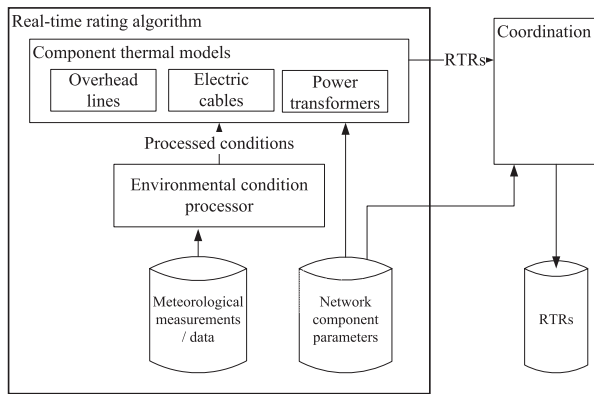 Real-time rating algorithm
Component thermal models
Overhead
lines
Electric
cables
Power
transformers
RTRs
Coordination
Processed conditions
Environmental condition
processor
Meteorological
measurements
/ data
Network
component
parameters
RTRs